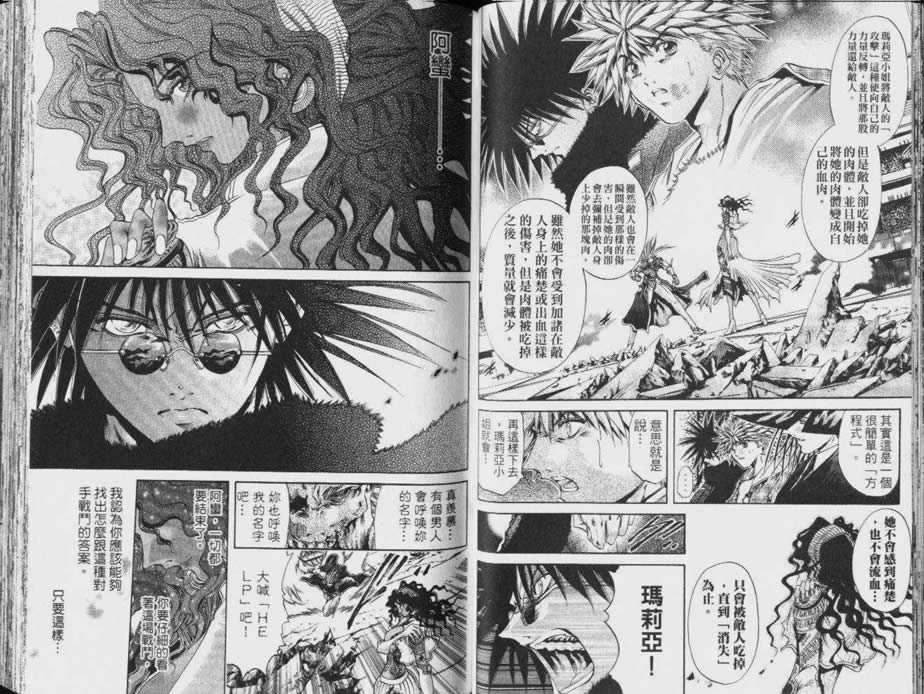 瑪莉亞小姐將敵人的「
攻擊」這種使向自己的
力量反轉，並且將那股
力量還給敵人。
但是敵人卻吃掉她
的肉體，並且開始
將她的肉體變成自
己的血肉。
雖然敵人也會在一
瞬間受到那樣的傷
害，但是她的肉卻
會去彌補掉敵人身
上少掉的那塊肉。
雖然她不會受到加諸在敵
人身上的痛楚或出血這樣
的傷害，但是肉體被吃掉
之後，質量就會減少。
其實這是一個
很簡單的「方
程式」。
……
意思就是
說…
再這樣下去
，瑪莉亞小
姐就會…
她不會感到痛楚
，也不會流血…
只會被敵人吃掉
，直到「消失」
為止。
瑪莉亞！
阿蠻
……
真羨慕，
有個男人
會呼喚妳
的名字…
妳也呼喚
我的名字
吧…
大喊「HE
LP」吧！
阿蠻，一切都
要結束了。
你要仔細的看
著這場戰鬥，
我認為你應該能夠
找出怎麼跟這種對
手戰鬥的答案。
只要這樣…